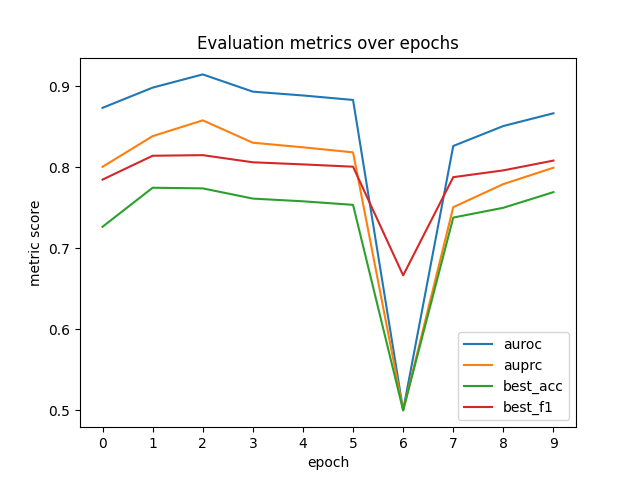 Evaluation metrics over epochs
metric score
0.9
0.8
0.7
0.6
0.5
auroc
auprc
best_acc
best_f1
0 1 2 3 4 5 6 7 8 9
epoch